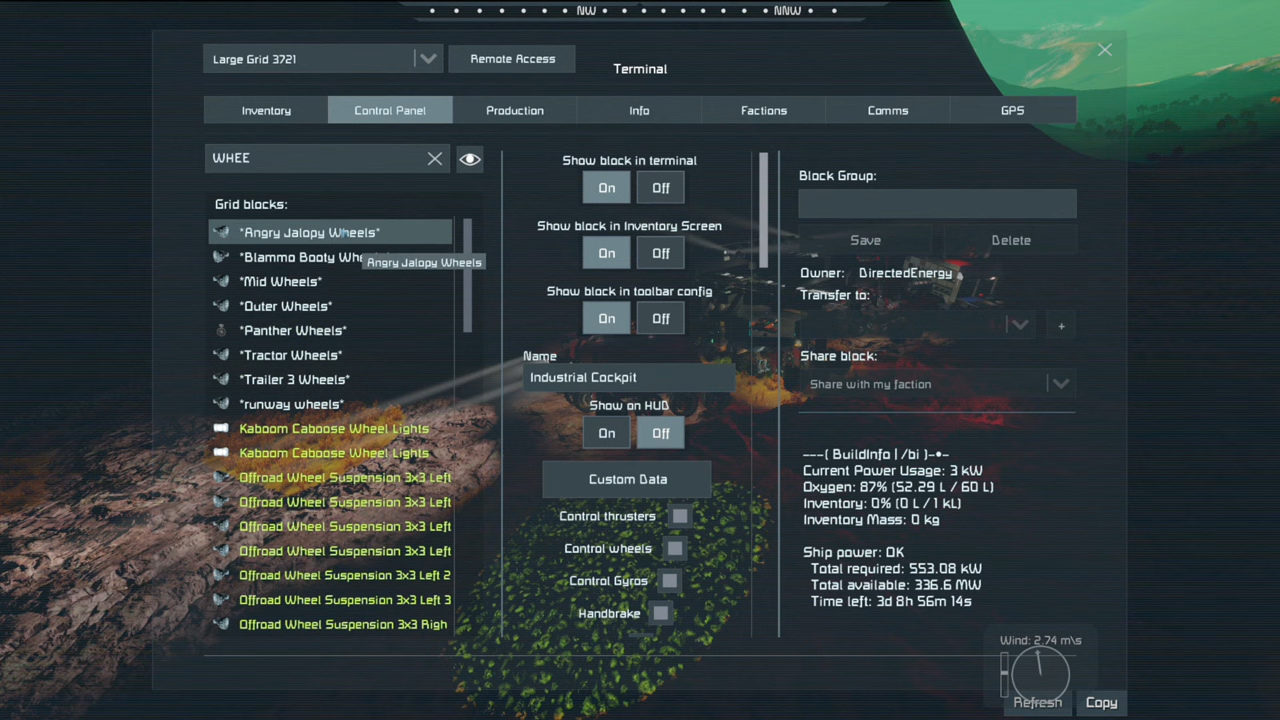 NW NNW
Large Grid 3721
Remote Access
Terminal
Inventory Control Panel Production Info Factions Comms GPS
WHEE
Grid blocks:
*Angry Jalopy Wheels*
*Blammo Booty Whe
Angry Jalopy Wheels
*Mid Wheels*
*Outer Wheels*
*Panther Wheels*
*Tractor Wheels*
*Trailer 3 Wheels*
*runway wheels*
Kaboom Caboose Wheel Lights
Kaboom Caboose Wheel Lights
Offroad Wheel Suspension 3x3 Left
Offroad Wheel Suspension 3x3 Left
Offroad Wheel Suspension 3x3 Left
Offroad Wheel Suspension 3x3 Left
Offroad Wheel Suspension 3x3 Left 2
Offroad Wheel Suspension 3x3 Left 3
Offroad Wheel Suspension 3x3 Righ
Show block in terminal
On Off
Show block in Inventory Screen
On Off
Show block in toolbar config
On Off
Name
Industrial Cockpit
Show on HUD
On Off
Custom Data
Control thrusters
Control wheels
Control Gyros
Handbrake
Block Group:
Save Delete
Owner: DirectedEnergy
Transfer to:
+
Share block:
Share with my faction
---( BuildInfo | /bi )-•-
Current Power Usage: 3 kW
Oxygen: 87% (52.29 L / 60 L)
Inventory: 0% (0 L / 1 kL)
Inventory Mass: 0 kg
Ship power: OK
Total required: 553.08 kW
Total available: 336.6 MW
Time left: 3d 8h 56m 14s
Wind: 2.74 m/s
Refresh Copy